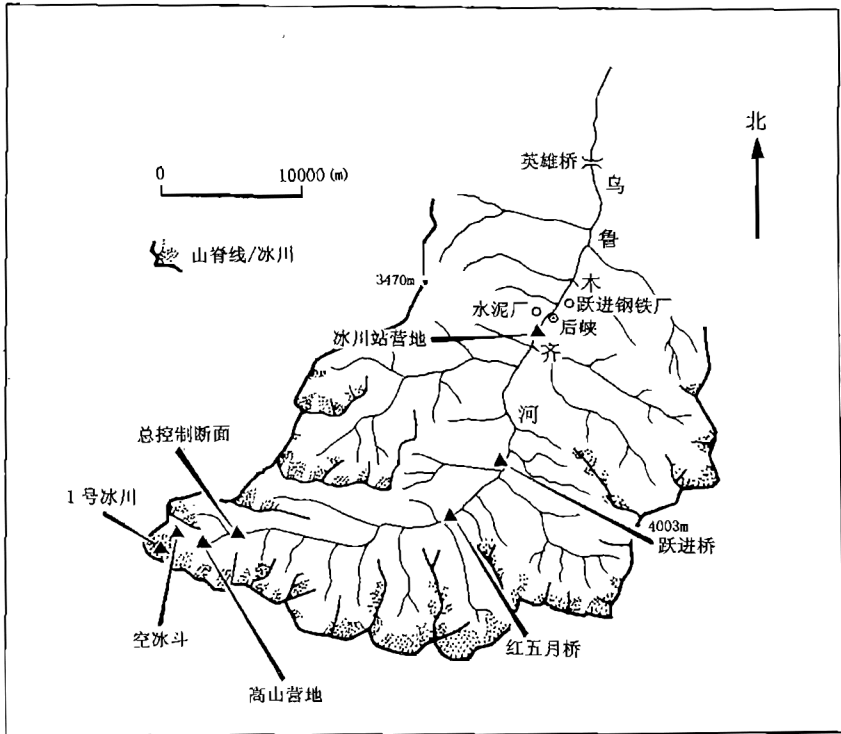 北
0 10000(m)
英雄桥
乌
鲁
木
齐
河
山脊线/冰川
3470m
水泥厂
跃进钢铁厂
后峡
冰川站营地
总控制断面
1号冰川
4003m
跃进桥
空冰斗
红五月桥
高山营地